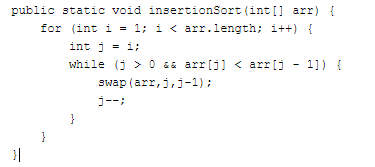 public static void insertionSort(int[] arr) {
    for (int i = 1; i < arr.length; i++) {
        int j = i;
        while (j > 0 && arr[j] < arr[j - 1]) {
            swap(arr,j,j-1);
            j--;
        }
    }
}